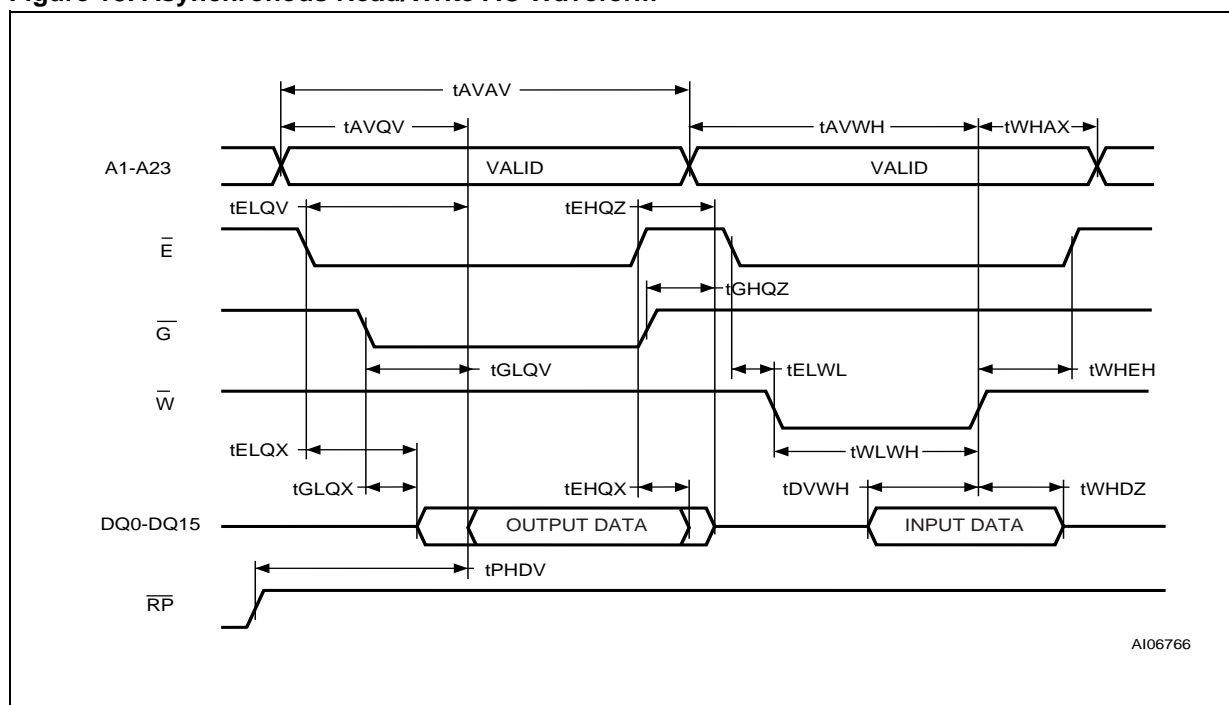 tAVAV
tAVQV tAVWH tWHAX
A1-A23 VALID VALID
tELQV tEHQZ
E
tGHQZ
G
tGLQV tELWL tWHEH
W
tELQX tWLWH
tGLQX tEHQX tDVWH tWHDZ
DQ0-DQ15 OUTPUT DATA INPUT DATA
tPHDV
RP
AI06766